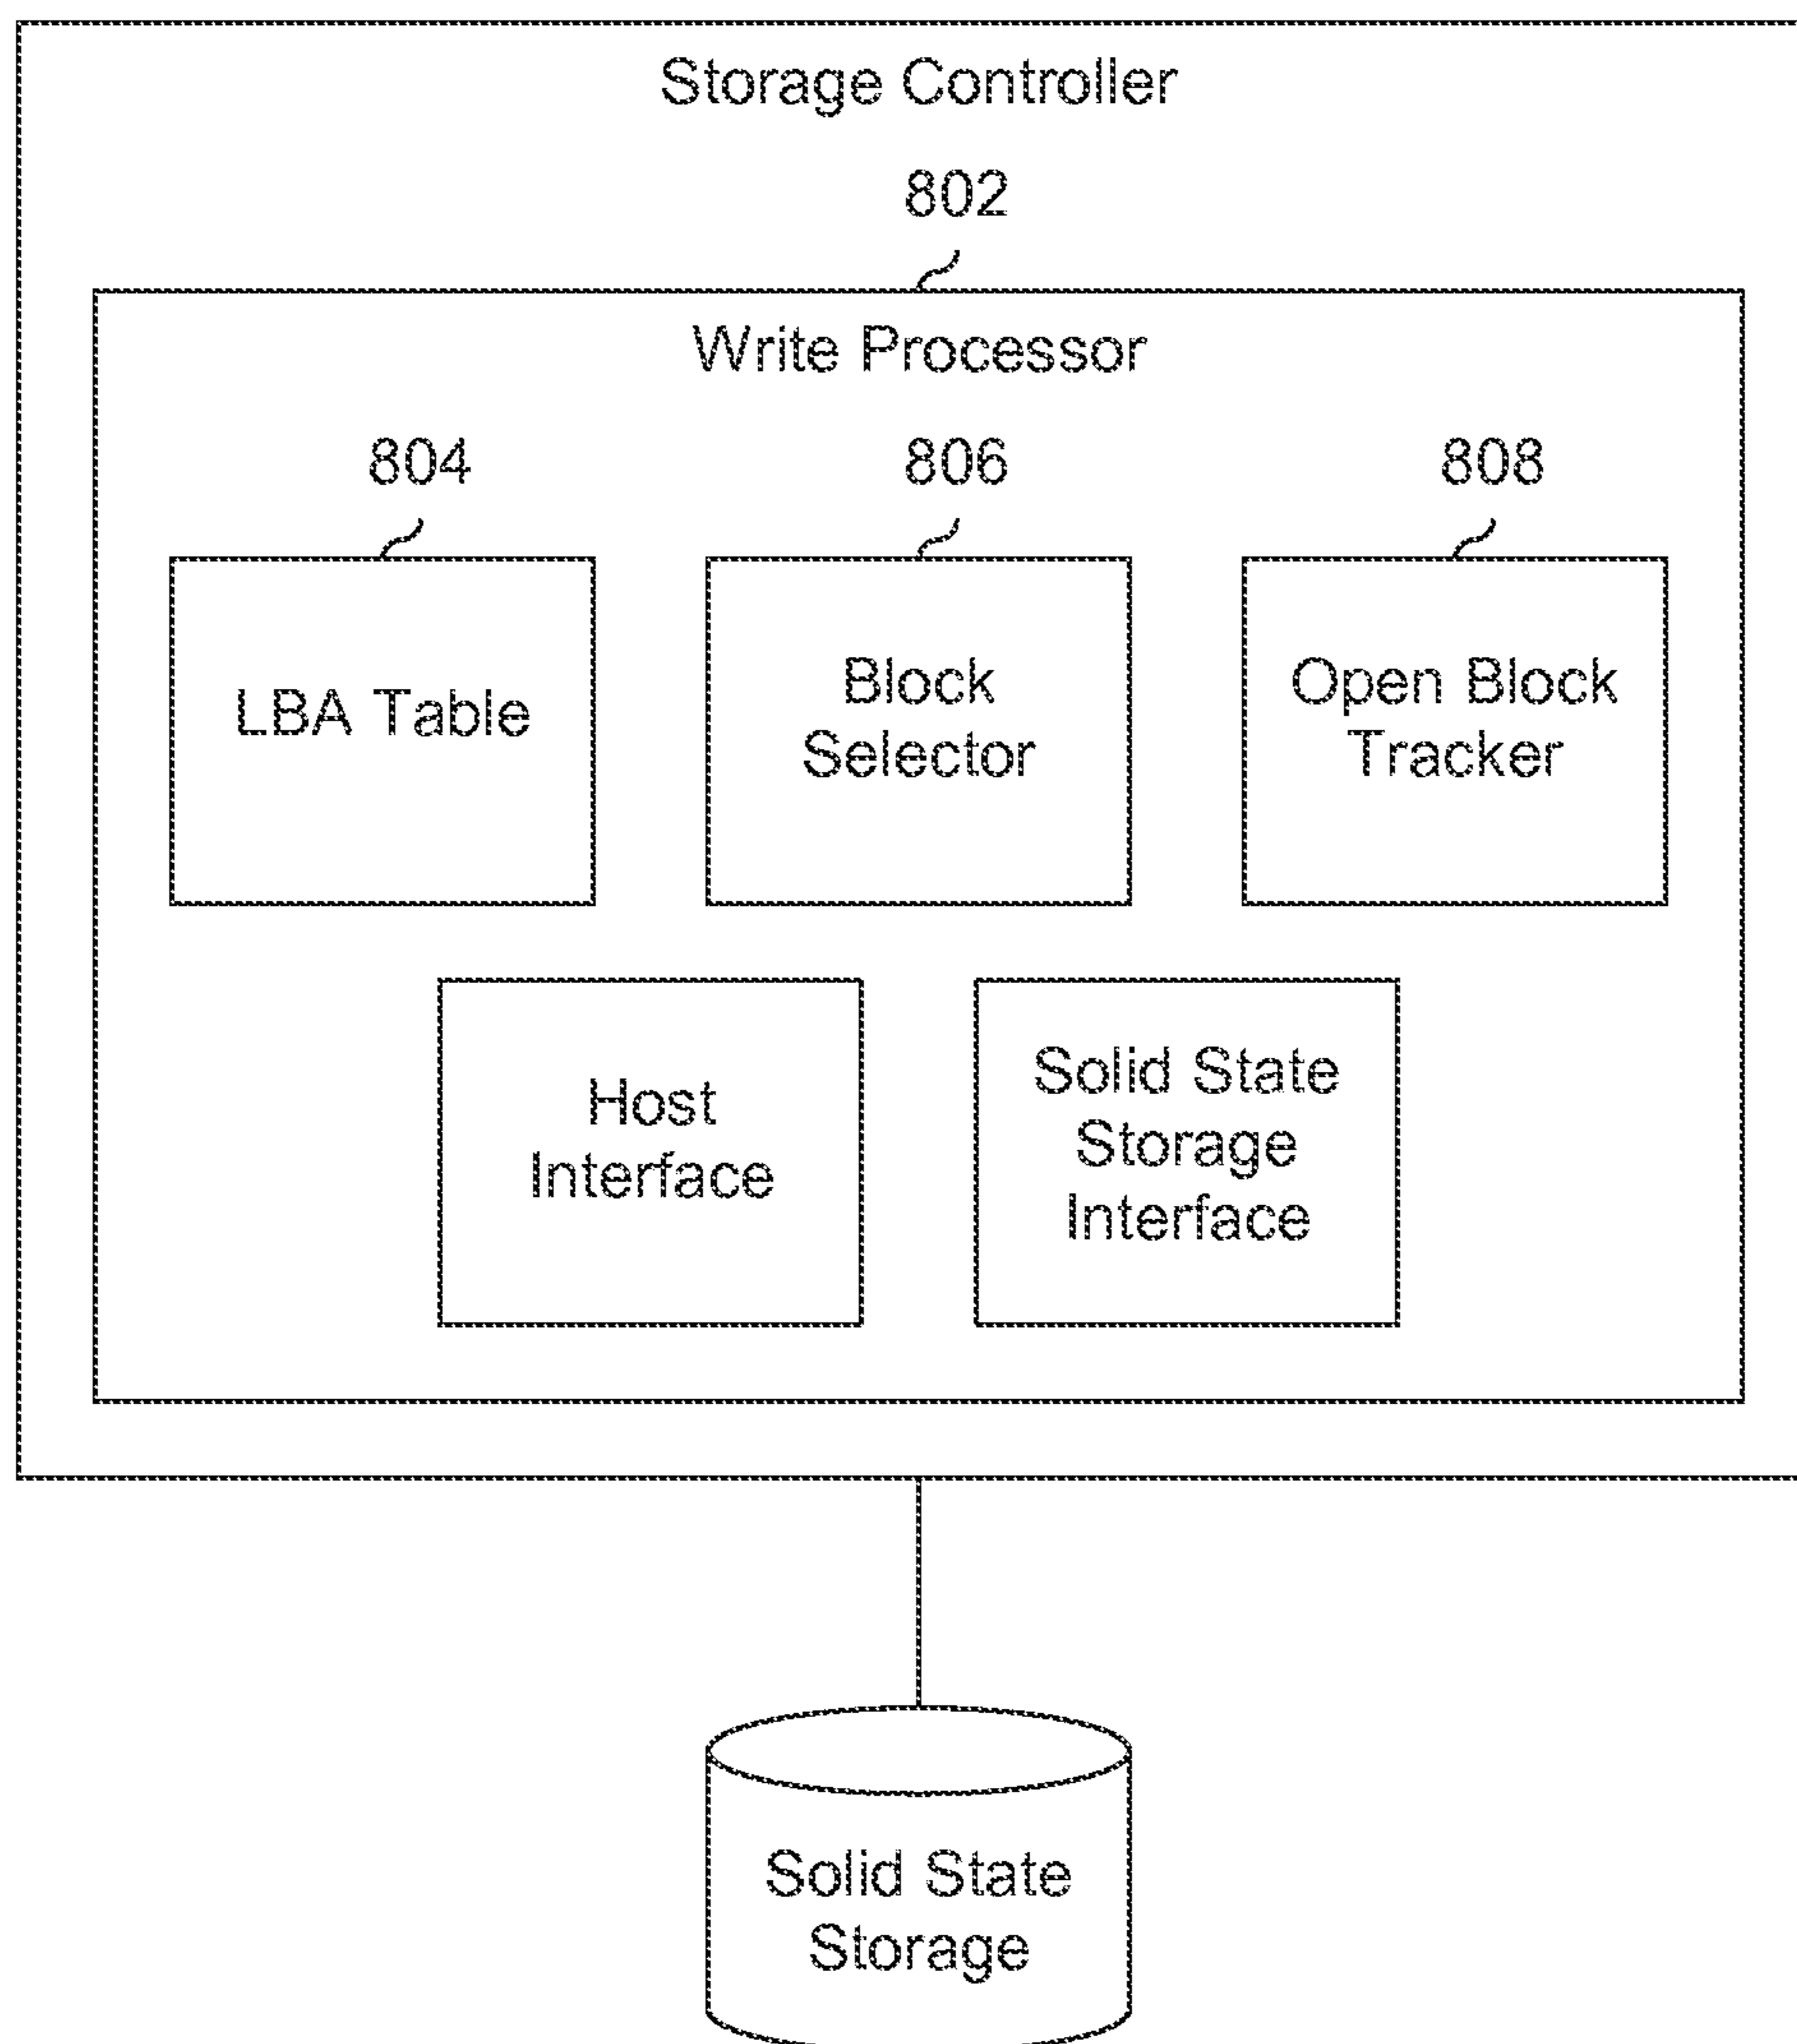 Storage Controller
802
Write Processor
804
806
808
LBA Table
Block
Selector
Open Block
Tracker
Host
Interface
Solid State
Storage
Interface
Solid State
Storage